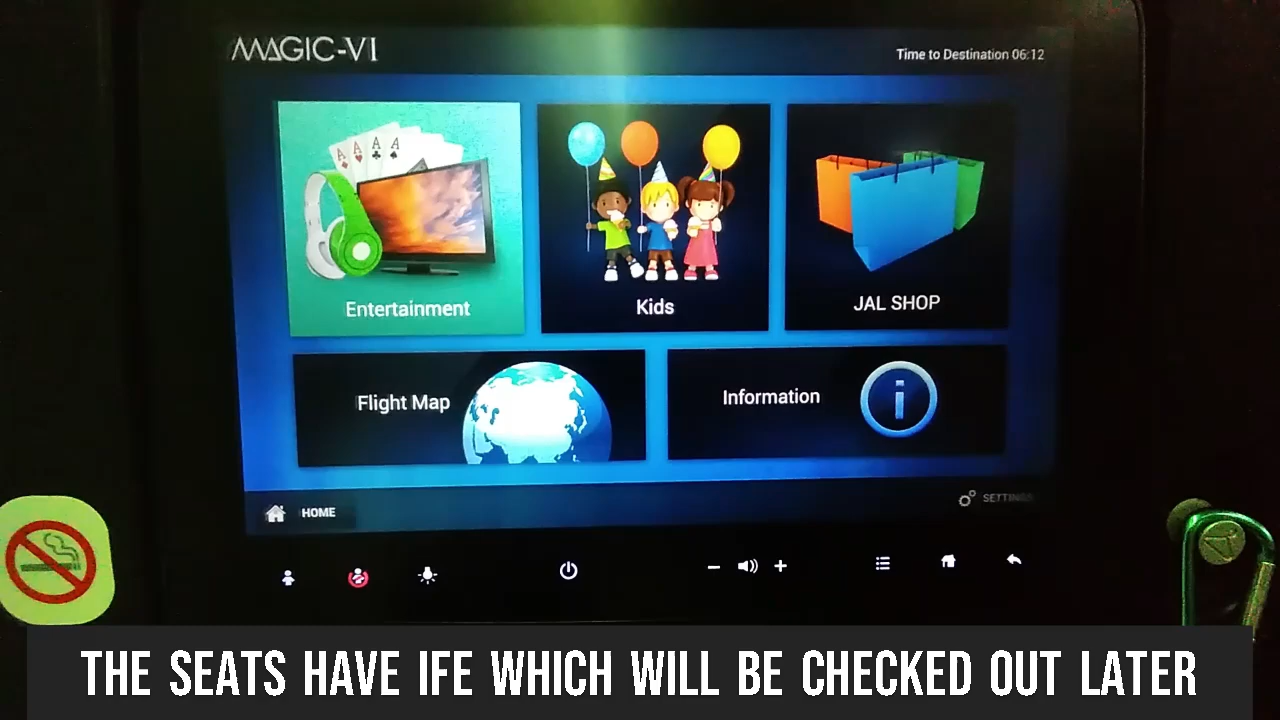 MAGIC-VI
Time to Destination 06:12
Entertainment
Kids
JAL SHOP
Flight Map
Information
HOME
SETTINGS
THE SEATS HAVE IFE WHICH WILL BE CHECKED OUT LATER